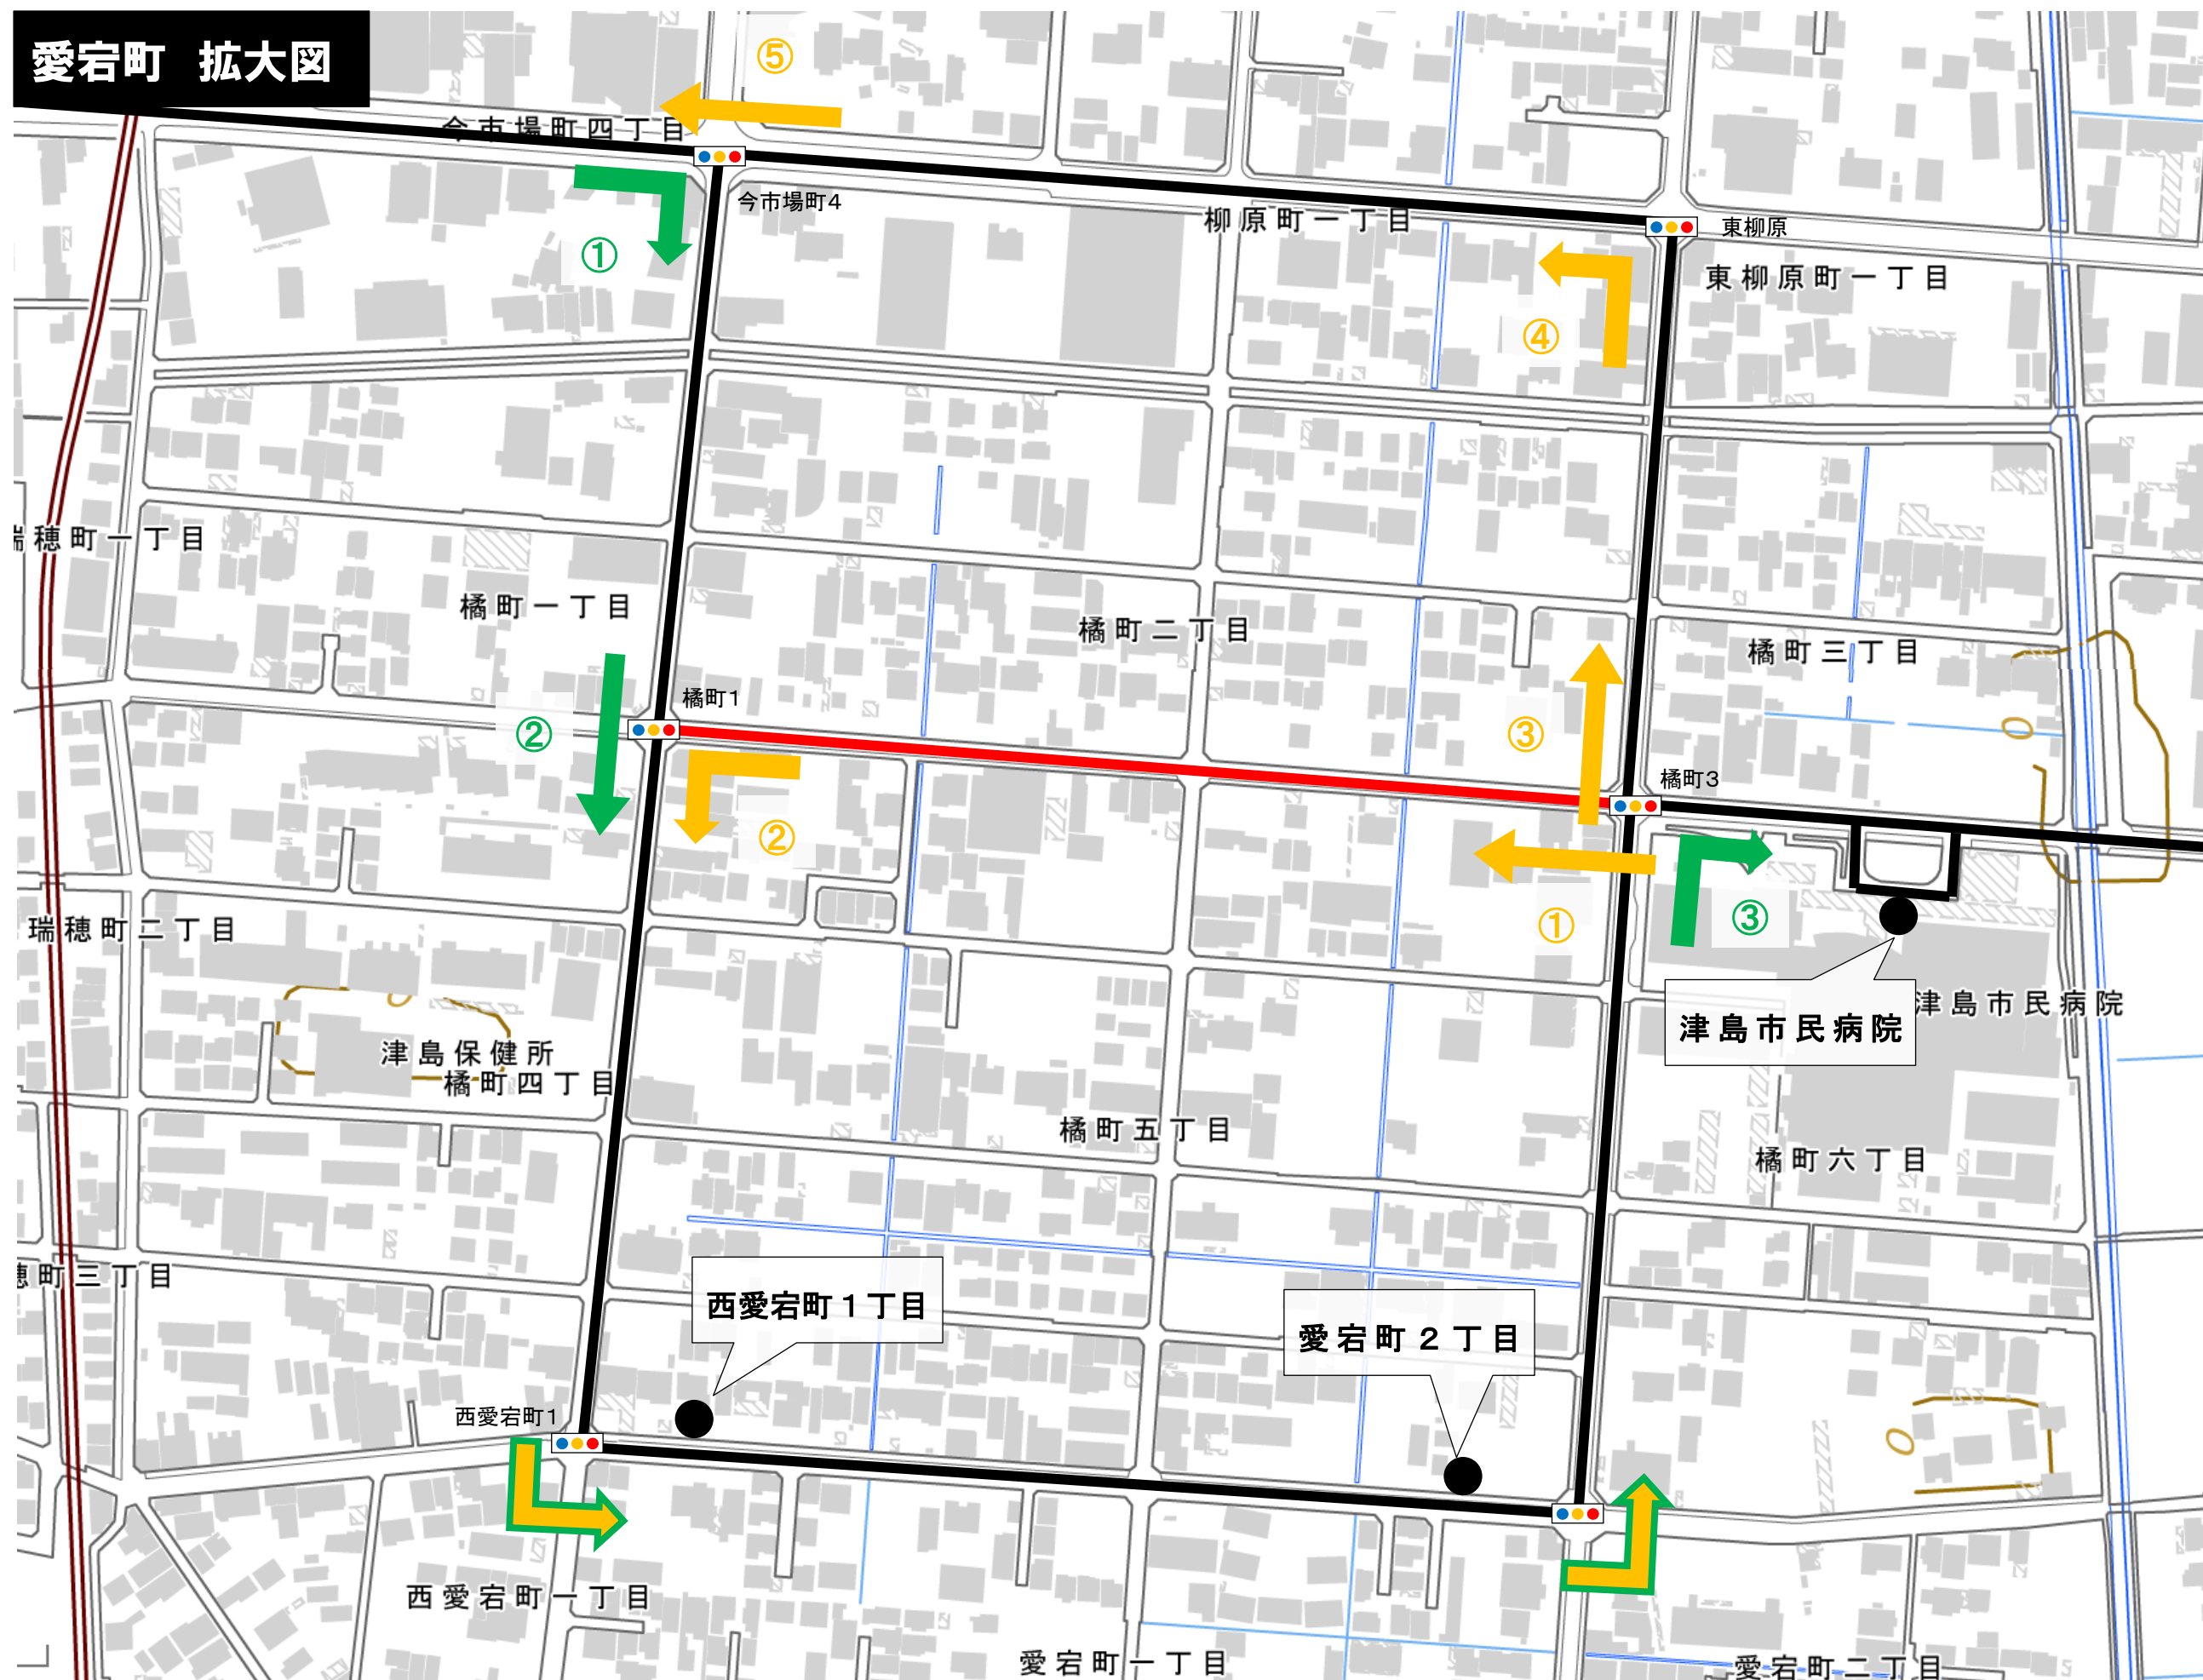 愛宕町 拡大図
⑤
今市場町四丁目
今市場町4
柳原町一丁目
東柳原
①
東柳原町一丁目
④
穂町一丁目
橘町一丁目
橘町二丁目
橘町三丁目
橘町1
②
③
橘町3
②
①
③
瑞穂町二丁目
津島市民病院
津島市民病院
津島保健所
橘町四丁目
橘町五丁目
橘町六丁目
町三丁目
西愛宕町1丁目
愛宕町2丁目
西愛宕町1
西愛宕町一丁目
愛宕町一丁目
愛宕町二丁目